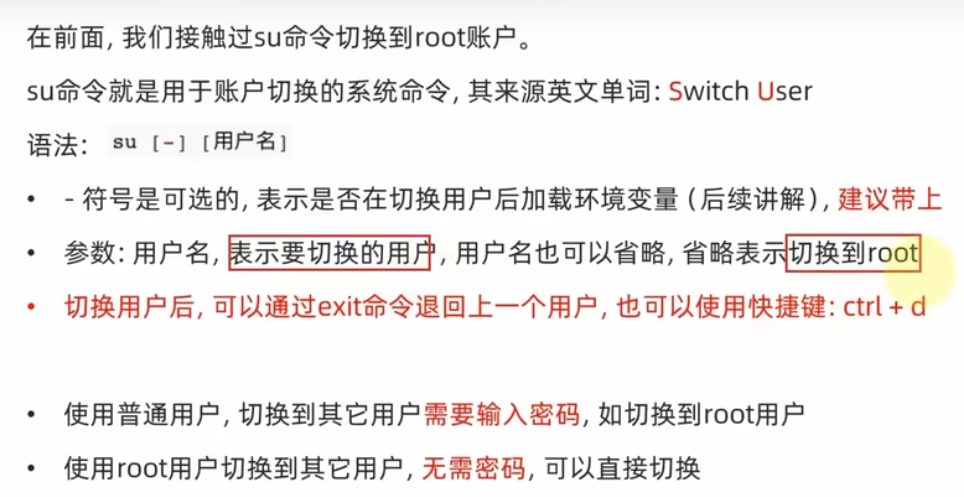 在前面, 我们接触过su命令切换到root账户。
su命令就是用于账户切换的系统命令, 其来源英文单词: Switch User
语法: su [-] [用户名]
• - 符号是可选的, 表示是否在切换用户后加载环境变量 (后续讲解), 建议带上
• 参数: 用户名, 表示要切换的用户, 用户名也可以省略, 省略表示切换到root
• 切换用户后, 可以通过exit命令退回上一个用户, 也可以使用快捷键: ctrl + d
• 使用普通用户, 切换到其它用户需要输入密码, 如切换到root用户
• 使用root用户切换到其它用户, 无需密码, 可以直接切换